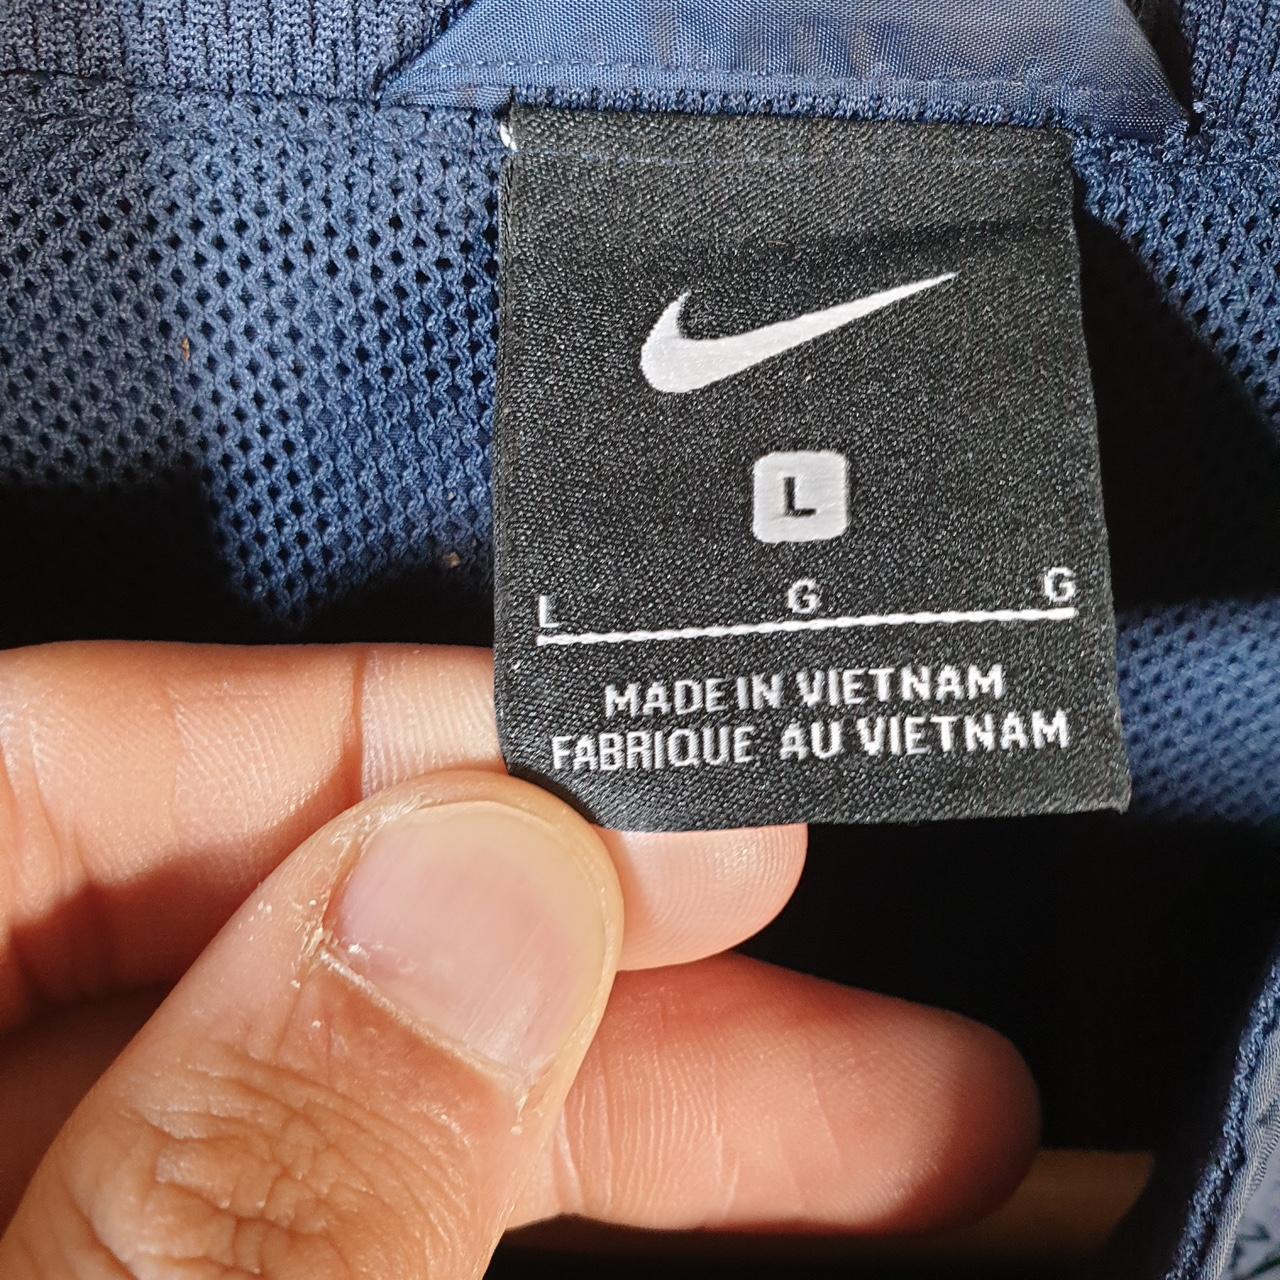 L
L G G
MADE IN VIETNAM
FABRIQUE AU VIETNAM